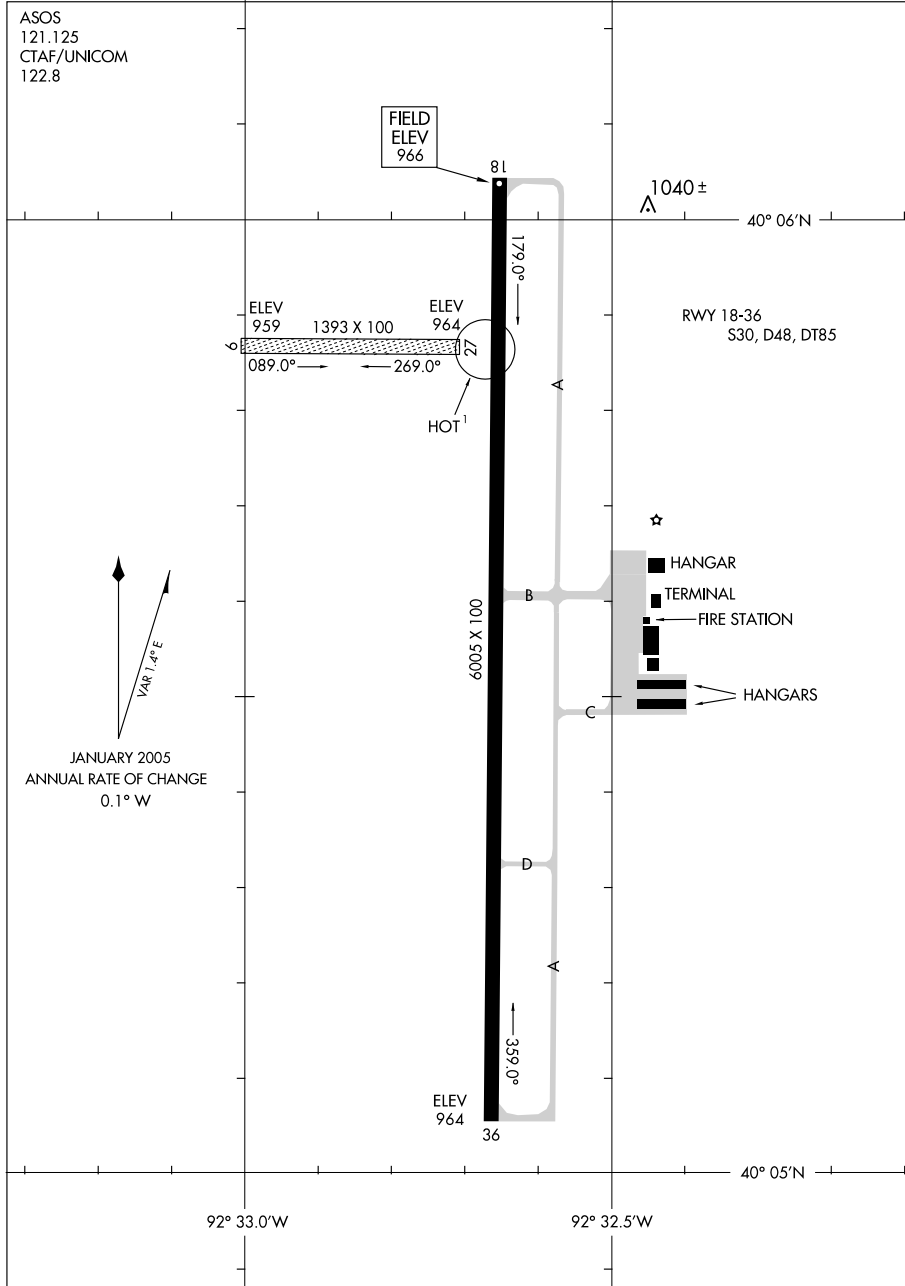 ASOS
121.125
CTAF/UNICOM
122.8
FIELD
ELEV
966
18
1040 ±
40° 06'N
179.0°
ELEV
959
1393 X 100
ELEV
964
RWY 18-36
S30, D48, DT85
9
27
089.0°
269.0°
A
HOT 1
HANGAR
B
TERMINAL
FIRE STATION
6005 X 100
VAR 1.4° E
HANGARS
C
JANUARY 2005
ANNUAL RATE OF CHANGE
0.1° W
D
A
359.0°
ELEV
964
36
40° 05'N
92° 33.0'W
92° 32.5'W